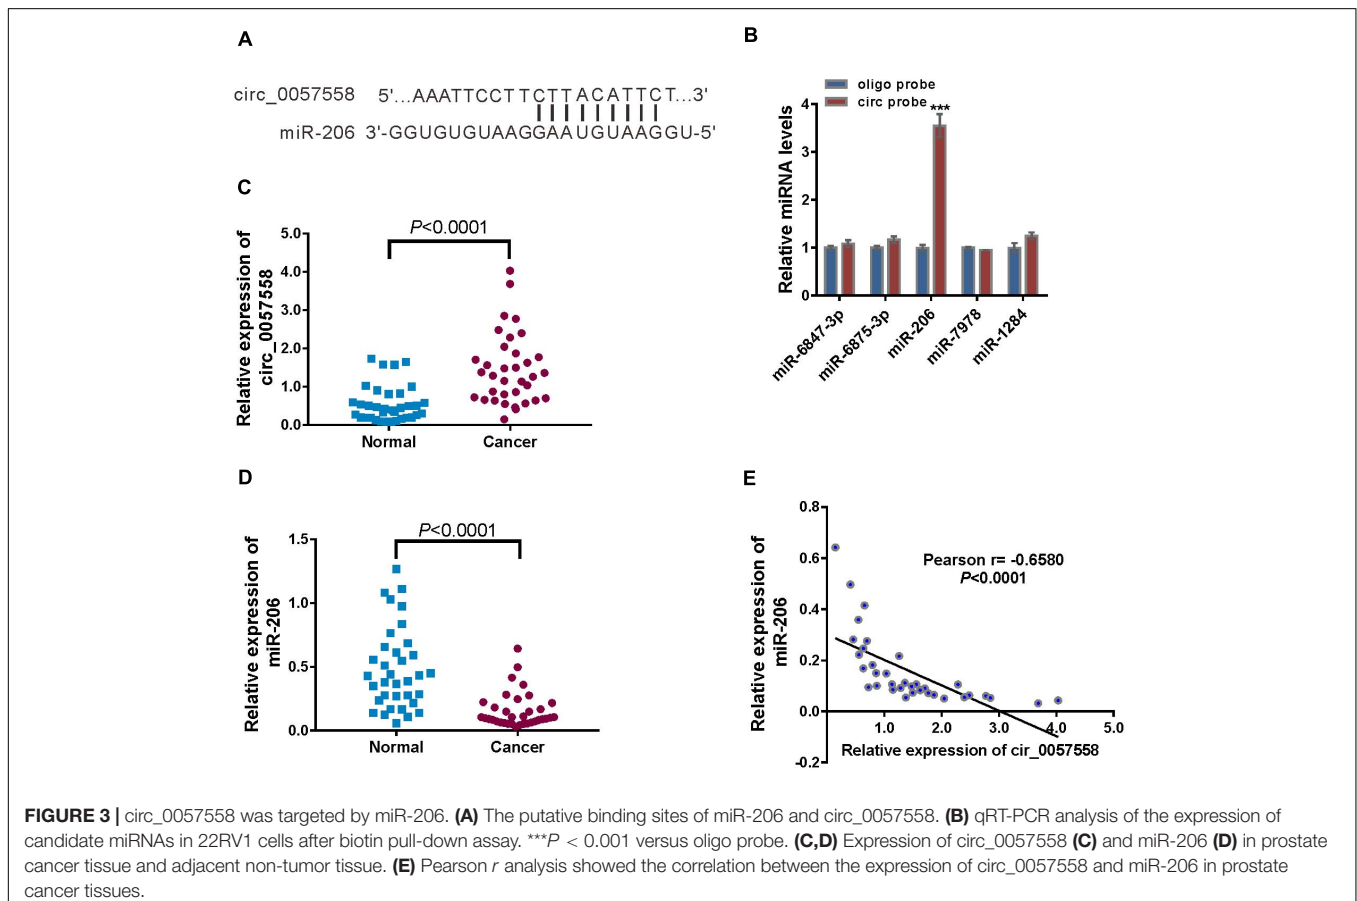 A
circ_0057558 5'...AAATTCCTTCTTACATTCT...3'
miR-206 3'-GGUGUGUAAGGAAUGUAAGGU-5'
B
oligo probe
circ probe
***
Relative miRNA levels
4
3
2
1
0
miR-6847-3p
miR-6875-3p
miR-206
miR-7978
miR-1284
C
P<0.0001
Relative expression of
circ_0057558
5.0
4.0
3.0
2.0
1.0
0.0
Normal Cancer
D
P<0.0001
Relative expression of
miR-206
1.5
1.0
0.5
0.0
Normal Cancer
E
Relative expression of
miR-206
0.8
0.6
0.4
0.2
0.0
-0.2
Pearson r= -0.6580
P<0.0001
1.0 2.0 3.0 4.0 5.0
Relative expression of cir_0057558
FIGURE 3 | circ_0057558 was targeted by miR-206. (A) The putative binding sites of miR-206 and circ_0057558. (B) qRT-PCR analysis of the expression of
candidate miRNAs in 22RV1 cells after biotin pull-down assay. ***P < 0.001 versus oligo probe. (C,D) Expression of circ_0057558 (C) and miR-206 (D) in prostate
cancer tissue and adjacent non-tumor tissue. (E) Pearson r analysis showed the correlation between the expression of circ_0057558 and miR-206 in prostate
cancer tissues.